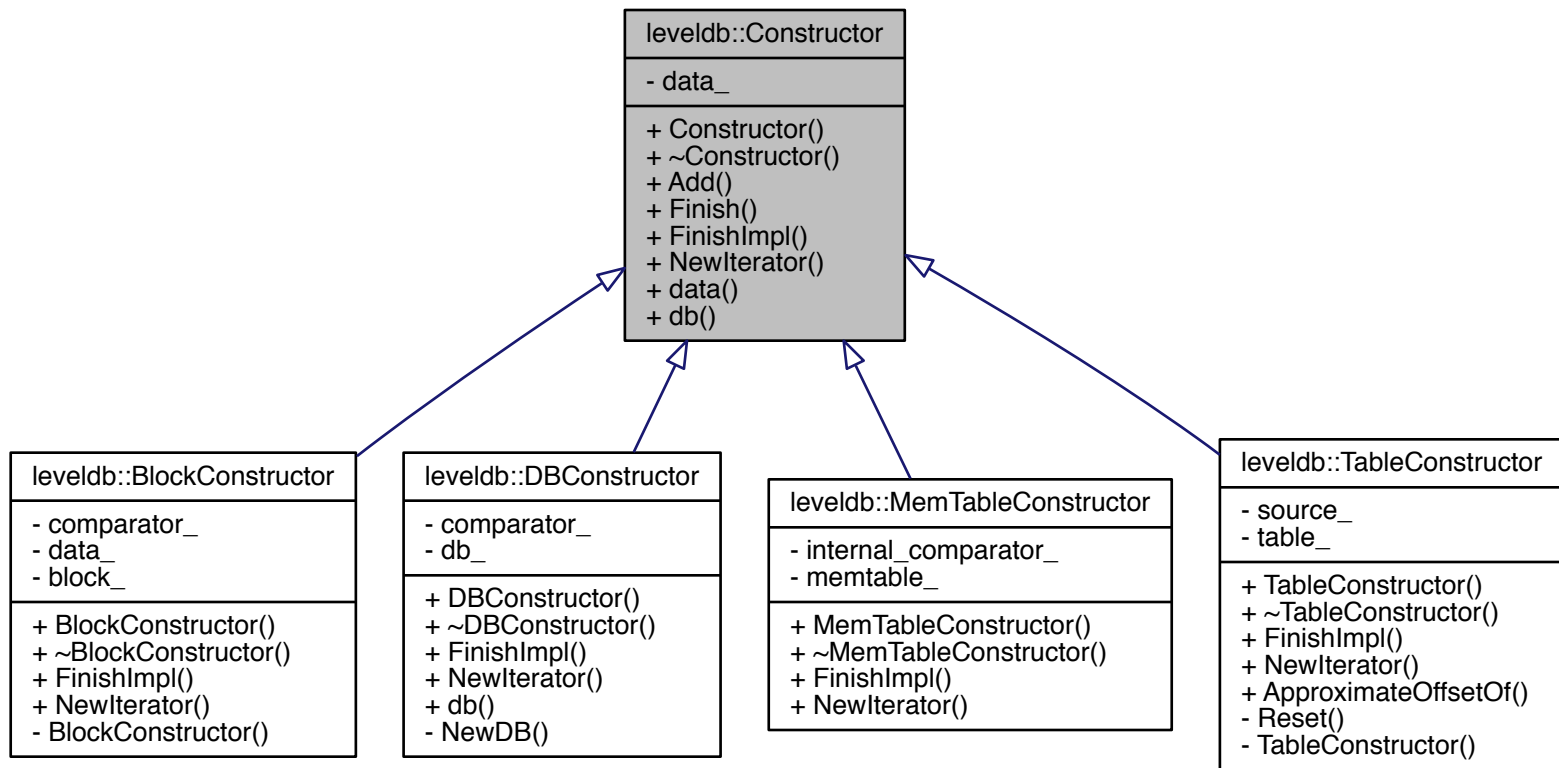 leveldb::Constructor
- data_
+ Constructor()
+ ~Constructor()
+ Add()
+ Finish()
+ FinishImpl()
+ NewIterator()
+ data()
+ db()
leveldb::BlockConstructor
- comparator_
- data_
- block_
+ BlockConstructor()
+ ~BlockConstructor()
+ FinishImpl()
+ NewIterator()
- BlockConstructor()
leveldb::DBConstructor
- comparator_
- db_
+ DBConstructor()
+ ~DBConstructor()
+ FinishImpl()
+ NewIterator()
+ db()
- NewDB()
leveldb::MemTableConstructor
- internal_comparator_
- memtable_
+ MemTableConstructor()
+ ~MemTableConstructor()
+ FinishImpl()
+ NewIterator()
leveldb::TableConstructor
- source_
- table_
+ TableConstructor()
+ ~TableConstructor()
+ FinishImpl()
+ NewIterator()
+ ApproximateOffsetOf()
- Reset()
- TableConstructor()